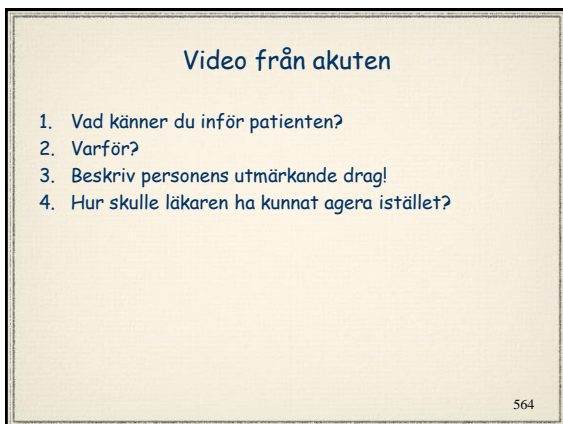 Video från akuten
1. Vad känner du inför patienten?
2. Varför?
3. Beskriv personens utmärkande drag!
4. Hur skulle läkaren ha kunnat agera istället?
564